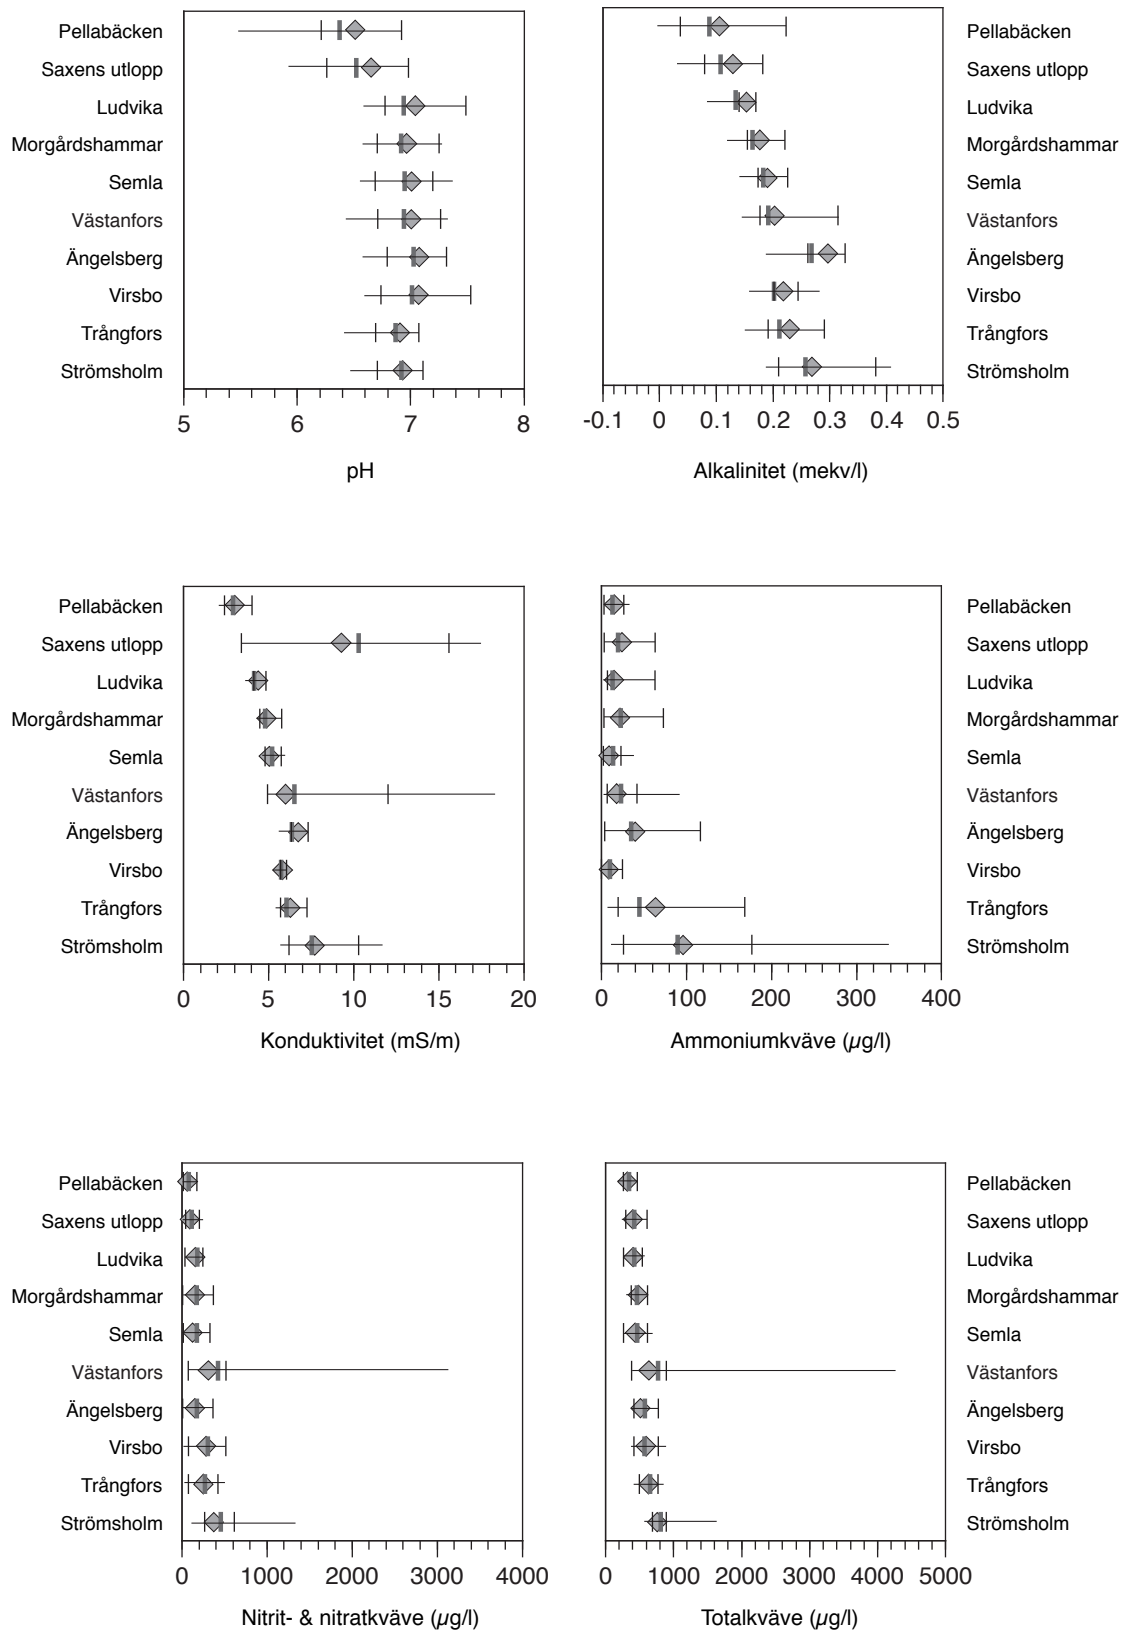 Pellabäcken
Saxens utlopp
Ludvika
Morgårdshammar
Semla
Västanfors
Ängelsberg
Virsbo
Trångfors
Strömsholm
5 6 7 8
pH
Pellabäcken
Saxens utlopp
Ludvika
Morgårdshammar
Semla
Västanfors
Ängelsberg
Virsbo
Trångfors
Strömsholm
-0.1 0 0.1 0.2 0.3 0.4 0.5
Alkalinitet (mekv/l)
Pellabäcken
Saxens utlopp
Ludvika
Morgårdshammar
Semla
Västanfors
Ängelsberg
Virsbo
Trångfors
Strömsholm
0 5 10 15 20
Konduktivitet (mS/m)
Pellabäcken
Saxens utlopp
Ludvika
Morgårdshammar
Semla
Västanfors
Ängelsberg
Virsbo
Trångfors
Strömsholm
0 100 200 300 400
Ammoniumkväve (µg/l)
Pellabäcken
Saxens utlopp
Ludvika
Morgårdshammar
Semla
Västanfors
Ängelsberg
Virsbo
Trångfors
Strömsholm
0 1000 2000 3000 4000
Nitrit- & nitratkväve (µg/l)
Pellabäcken
Saxens utlopp
Ludvika
Morgårdshammar
Semla
Västanfors
Ängelsberg
Virsbo
Trångfors
Strömsholm
0 1000 2000 3000 4000 5000
Totalkväve (µg/l)